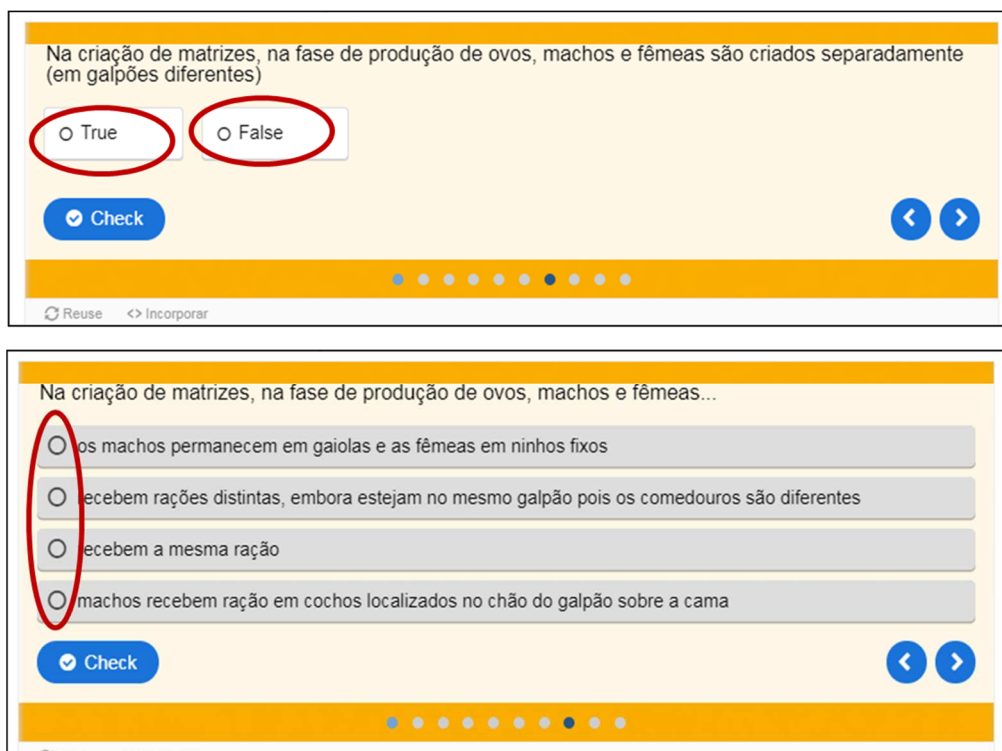 Na criação de matrizes, na fase de produção de ovos, machos e fêmeas são criados separadamente
(em galpões diferentes)
True
False
Check
Reuse <> Incorporar
Na criação de matrizes, na fase de produção de ovos, machos e fêmeas...
os machos permanecem em gaiolas e as fêmeas em ninhos fixos
recebem rações distintas, embora estejam no mesmo galpão pois os comedouros são diferentes
recebem a mesma ração
machos recebem ração em cochos localizados no chão do galpão sobre a cama
Check